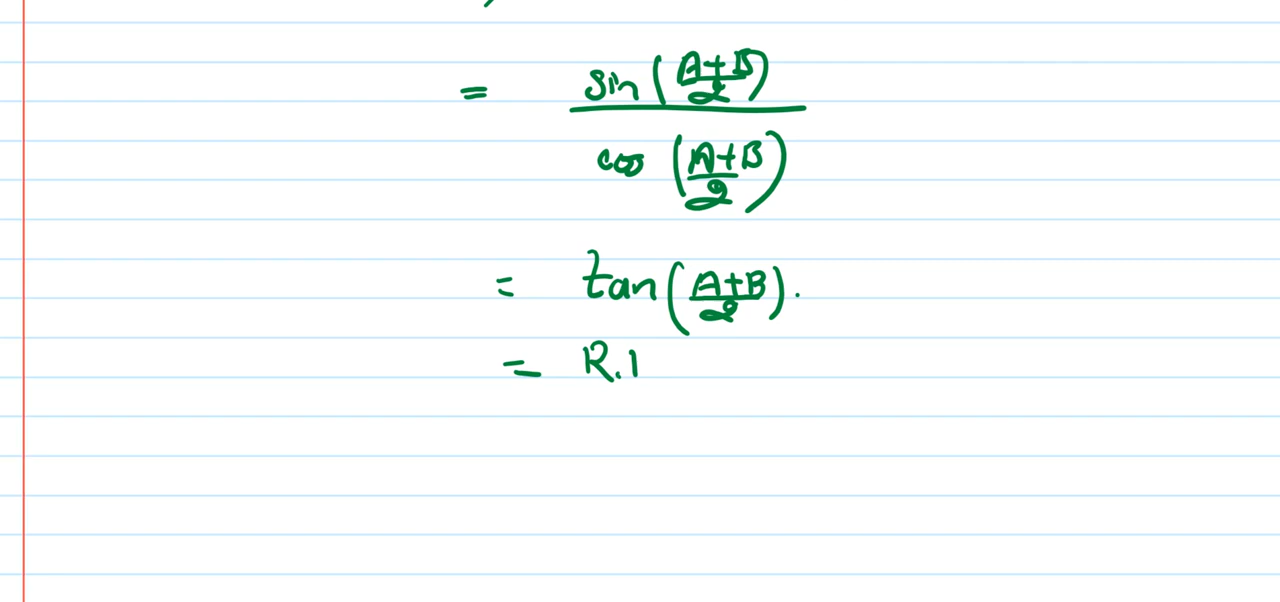 = sin(A+B/2) / cos(A+B/2)
= tan(A+B/2).
= R.1